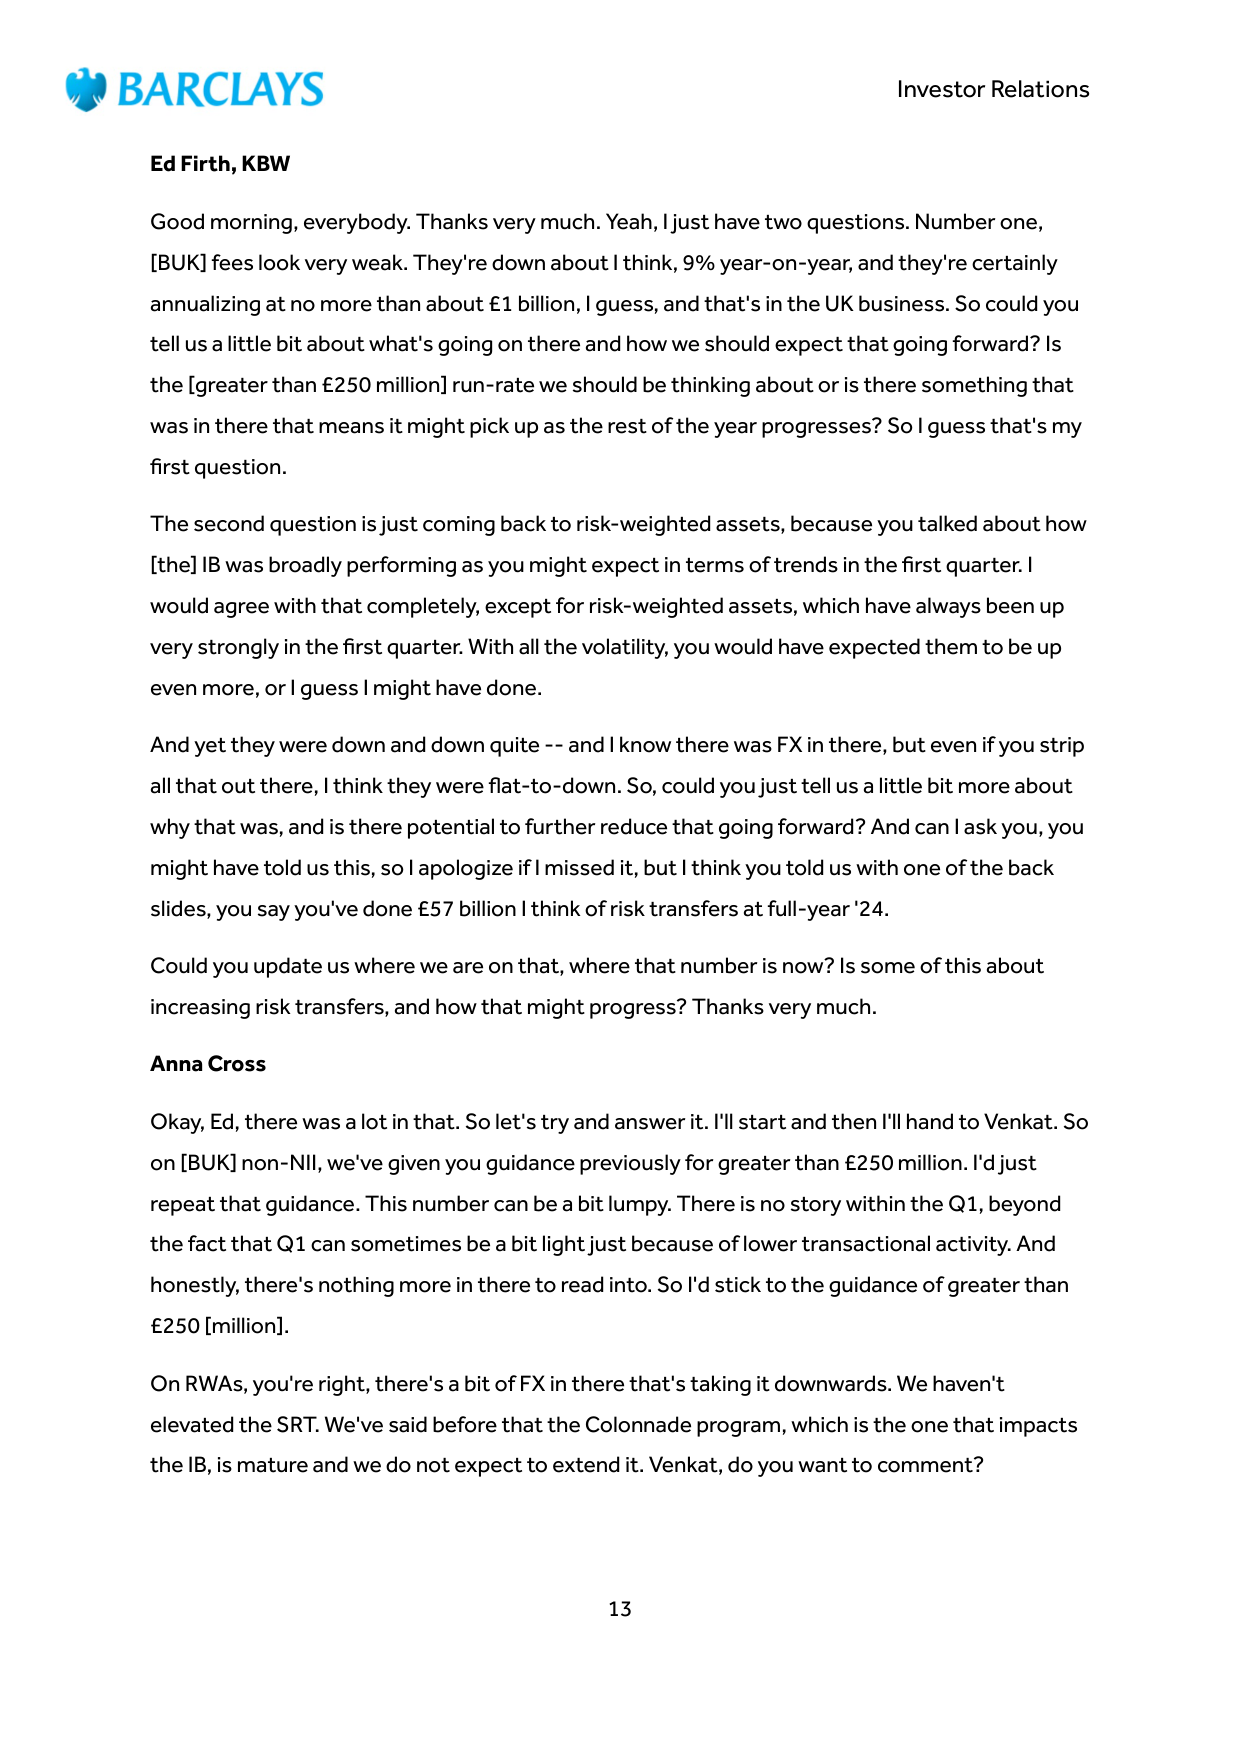 BARCLAYS
Investor Relations
Ed Firth, KBW
Good morning, everybody. Thanks very much. Yeah, I just have two questions. Number one,
[BUK] fees look very weak. They're down about I think, 9% year-on-year, and they're certainly
annualizing at no more than about £1 billion, I guess, and that's in the UK business. So could you
tell us a little bit about what's going on there and how we should expect that going forward? Is
the [greater than £250 million] run-rate we should be thinking about or is there something that
was in there that means it might pick up as the rest of the year progresses? So I guess that's my
first question.
The second question is just coming back to risk-weighted assets, because you talked about how
[the] IB was broadly performing as you might expect in terms of trends in the first quarter. I
would agree with that completely, except for risk-weighted assets, which have always been up
very strongly in the first quarter. With all the volatility, you would have expected them to be up
even more, or I guess I might have done.
And yet they were down and down quite -- and I know there was FX in there, but even if you strip
all that out there, I think they were flat-to-down. So, could you just tell us a little bit more about
why that was, and is there potential to further reduce that going forward? And can I ask you, you
might have told us this, so I apologize if I missed it, but I think you told us with one of the back
slides, you say you've done £57 billion I think of risk transfers at full-year '24.
Could you update us where we are on that, where that number is now? Is some of this about
increasing risk transfers, and how that might progress? Thanks very much.
Anna Cross
Okay, Ed, there was a lot in that. So let's try and answer it. I'll start and then I'll hand to Venkat. So
on [BUK] non-NII, we've given you guidance previously for greater than £250 million. I'd just
repeat that guidance. This number can be a bit lumpy. There is no story within the Q1, beyond
the fact that Q1 can sometimes be a bit light just because of lower transactional activity. And
honestly, there's nothing more in there to read into. So I'd stick to the guidance of greater than
£250 [million].
On RWAs, you're right, there's a bit of FX in there that's taking it downwards. We haven't
elevated the SRT. We've said before that the Colonnade program, which is the one that impacts
the IB, is mature and we do not expect to extend it. Venkat, do you want to comment?
13